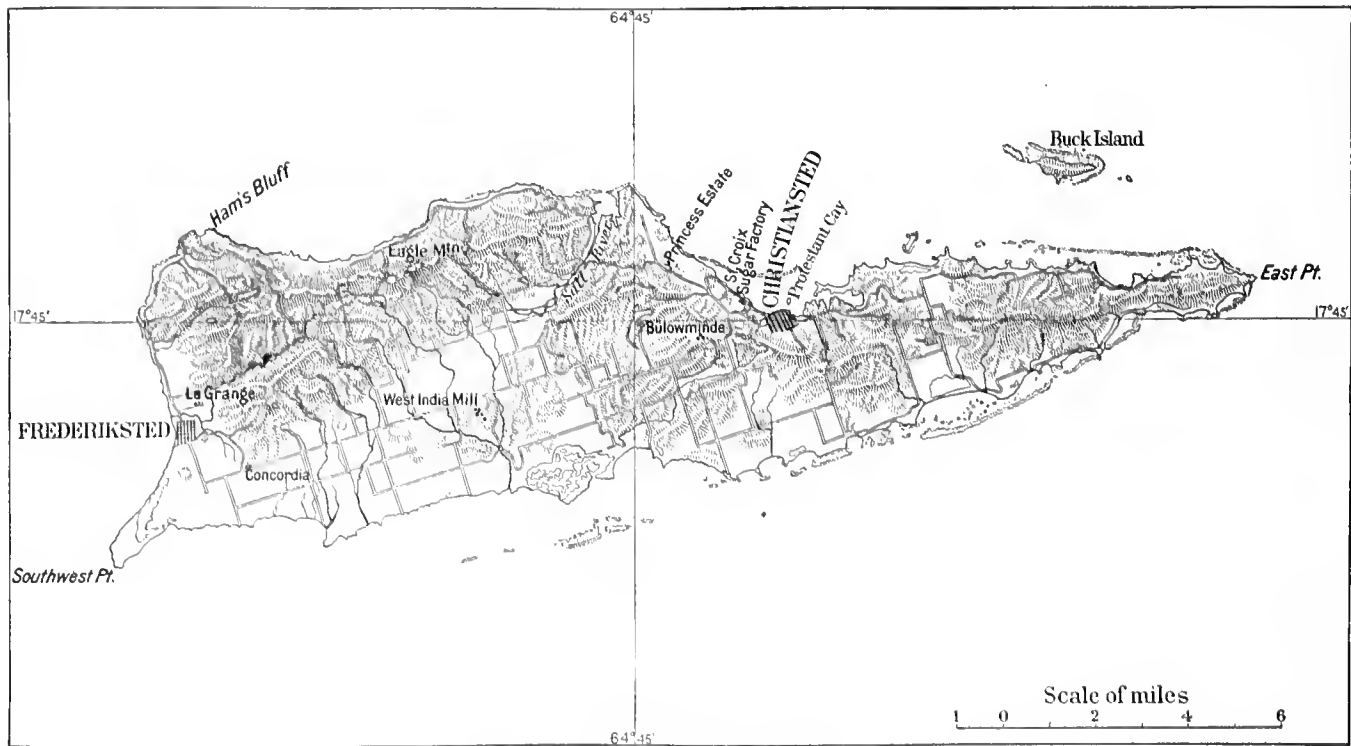 64°45'
Buck Island
Ham's Bluff
Princess Estate
St. Croix
Sugar Factory
CHRISTIANSTED
Protestant Cay
Eagle Mtn.
Salt River
East Pt.
17°45'
17°45'
Bülowminde
La Grange
West India Mill
FREDERIKSTED
Concordia
Southwest Pt.
Scale of miles
1 0 2 4 6
64°45'